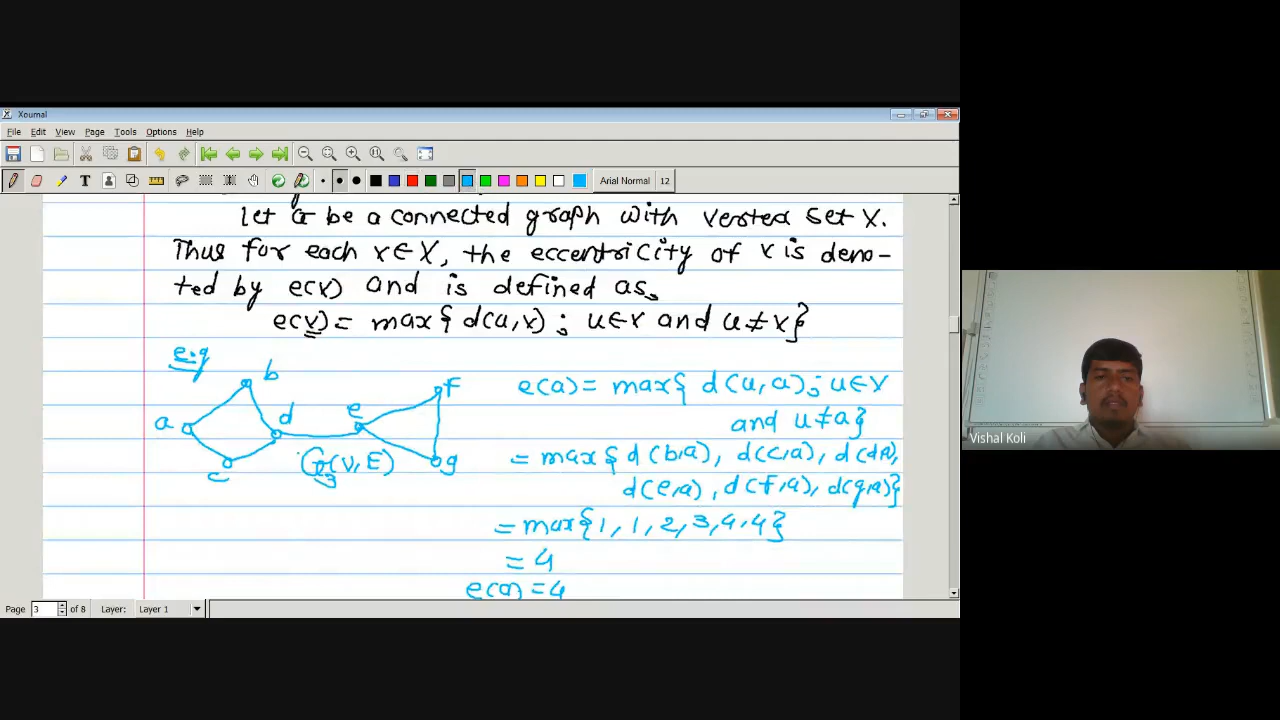 Xournal
File Edit View Page Tools Options Help
Arial Normal 12
let G be a connected graph with vertex set X.
Thus for each x∈X, the eccentricity of x is deno-
ted by e(x) and is defined as,
e(x) = max{ d(u,x) ; u∈X and u≠x}
e.g
b
f
a
d
e
c
g
G3(V, E)
e(a) = max{ d(u,a) ; u∈V
and u≠a}
= max{ d(b,a), d(c,a), d(d,a),
d(e,a), d(f,a), d(g,a)}
= max{1, 1, 2, 3, 4, 4}
= 4
e(a) = 4
Page 3 of 8 Layer: Layer 1
Vishal Koli